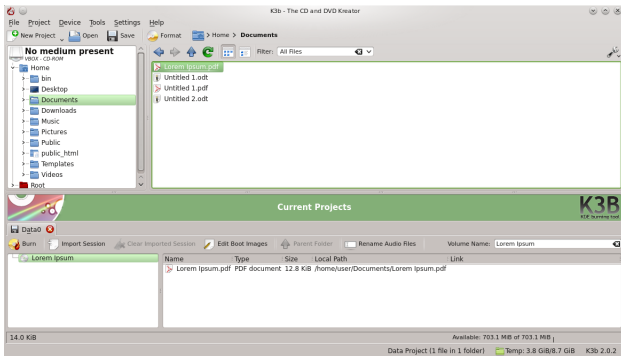 K3b - The CD and DVD Kreator
File Project Device Tools Settings Help
New Project Open Save Format > Home > Documents
No medium present
VBOX - CD-ROM
Filter: All Files
Home
bin
Desktop
Documents
Downloads
Music
Pictures
Public
public_html
Templates
Videos
Root
Lorem Ipsum.pdf
Untitled 1.odt
Untitled 1.pdf
Untitled 2.odt
Current Projects
K3B
KDE burning tool
Data0
Burn Import Session Clear Imported Session Edit Boot Images Parent Folder Rename Audio Files Volume Name: Lorem Ipsum
Lorem Ipsum
Name Type Size Local Path Link
Lorem Ipsum.pdf PDF document 12.8 KiB /home/user/Documents/Lorem Ipsum.pdf
14.0 KiB
Available: 703.1 MiB of 703.1 MiB
Data Project (1 file in 1 folder) Temp: 3.8 GiB/8.7 GiB K3b 2.0.2